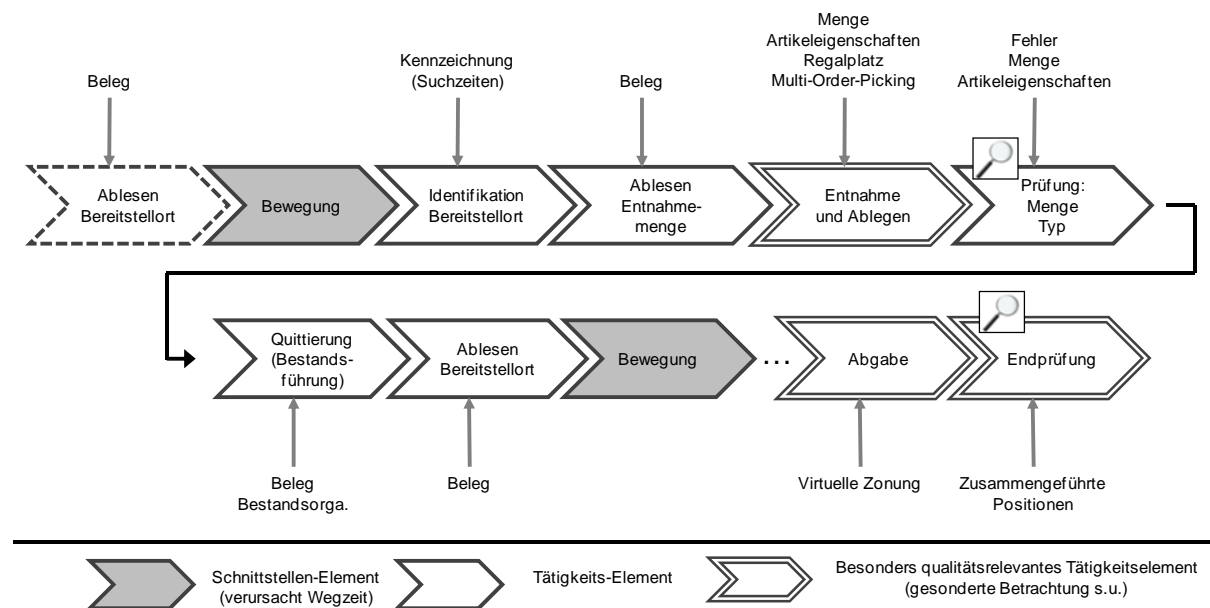 Beleg
Kennzeichnung
(Suchzeiten)
Beleg
Menge
Artikeleigenschaften
Regalplatz
Multi-Order-Picking
Fehler
Menge
Artikeleigenschaften
Ablesen
Bereitstellort
Bewegung
Identifikation
Bereitstellort
Ablesen
Entnahme-
menge
Entnahme
und Ablegen
Prüfung:
Menge
Typ
Quittierung
(Bestands-
führung)
Ablesen
Bereitstellort
Bewegung
...
Abgabe
Endprüfung
Beleg
Bestandsorga.
Beleg
Virtuelle Zonung
Zusammengeführte
Positionen
Schnittstellen-Element
(verursacht Wegzeit)
Tätigkeits-Element
Besonders qualitätsrelevantes Tätigkeitselement
(gesonderte Betrachtung s.u.)